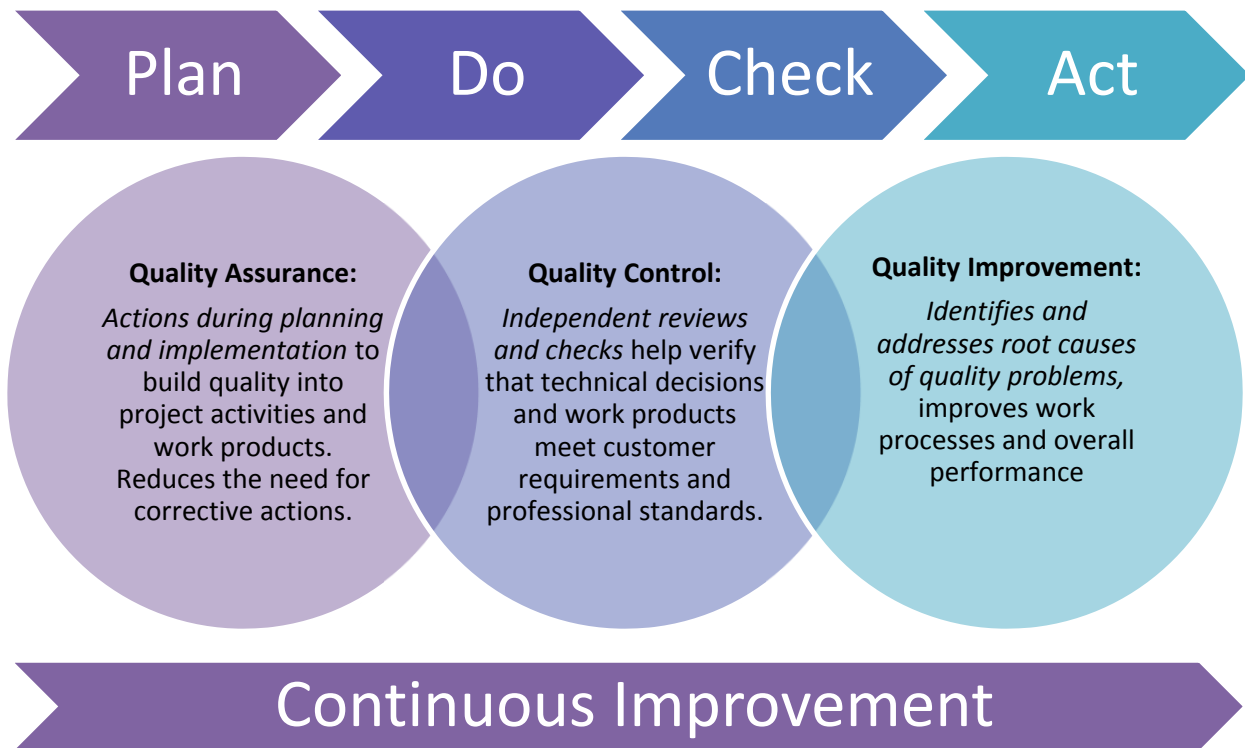 Plan
Do
Check
Act
Quality Assurance:
Actions during planning
and implementation to
build quality into
project activities and
work products.
Reduces the need for
corrective actions.
Quality Control:
Independent reviews
and checks help verify
that technical decisions
and work products
meet customer
requirements and
professional standards.
Quality Improvement:
Identifies and
addresses root causes
of quality problems,
improves work
processes and overall
performance
Continuous Improvement